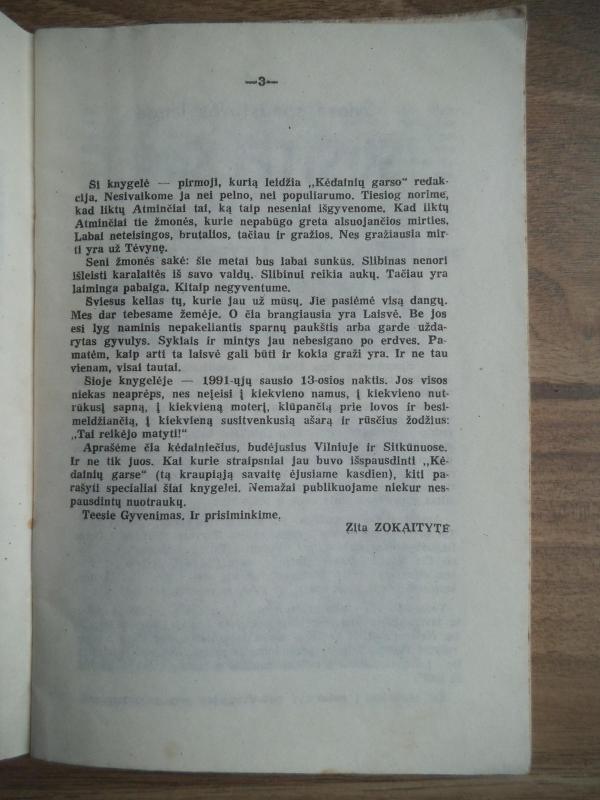 —3—
Ši knygelė — pirmoji, kurią leidžia „Kėdainių garso“ redak-
cija. Nesivaikome ja nei pelno, nei populiarumo. Tiesiog norime,
kad liktų Atminčiai tai, ką taip neseniai išgyvenome. Kad liktų
Atminčiai tie žmonės, kurie nepabūgo greta alsuojančios mirties.
Labai neteisingos, brutalios, tačiau ir gražios. Nes gražiausia mir-
ti yra už Tėvynę.
Seni žmonės sakė: šie metai bus labai sunkūs. Slibinas nenori
išleisti karalaitės iš savo valdų. Slibinui reikia aukų. Tačiau yra
laiminga pabaiga. Kitaip negyventume.
Šviesus kelias tų, kurie jau už mūsų. Jie pasiėmė visą dangų.
Mes dar tebesame žemėje. O čia brangiausia yra Laisvė. Be jos
esi lyg naminis nepakeliantis sparnų paukštis arba garde uždа-
rytas gyvulys. Sykiais ir mintys jau nebesigano po erdves. Pa-
matėm, kaip arti ta laisvė gali būti ir kokia graži yra. Ir ne tau
vienam, visai tautai.
Šioje knygelėje — 1991-ųjų sausio 13-osios naktis. Jos visos
niekas neaprėps, nes neįeisi į kiekvieno namus, į kiekvieno nut-
rūkusį sapną, į kiekvieną moterį, klūpančią prie lovos ir besi-
meldžiančią, į kiekvieną susitvenkusią ašarą ir rūsčius žodžius:
„Tai reikėjo matyti!“
Aprašėme čia kėdainiečius, budėjusius Vilniuje ir Sitkūnuose.
Ir ne tik juos. Kai kurie straipsniai jau buvo išspausdinti „Kė-
dainių garse“ (tą kraupiąją savaitę ėjusiame kasdien), kiti pa-
rašyti specialiai šiai knygelei. Nemažai publikuojame niekur nes-
pausdintų nuotraukų.
Teesie Gyvenimas. Ir prisiminkime.
Zita ZOKAITYTĖ